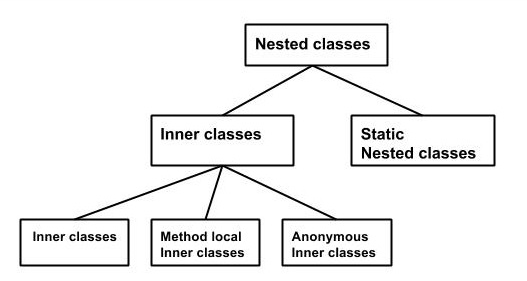 Nested classes
Inner classes
Static
Nested classes
Inner classes
Method local
Inner classes
Anonymous
Inner classes